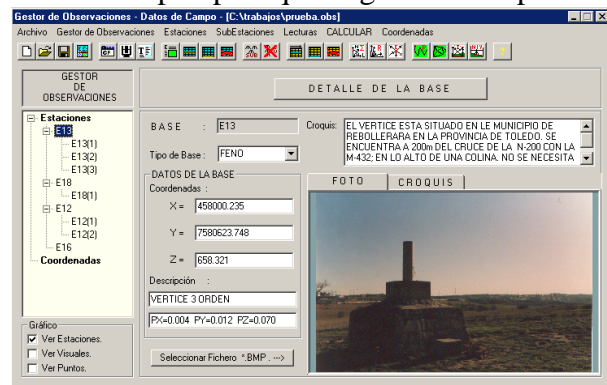 Gestor de Observaciones - Datos de Campo - [C:\trabajos\prueba.obs]
Archivo Gestor de Observaciones Estaciones SubEstaciones Lecturas CALCULAR Coordenadas
GESTOR
DE
OBSERVACIONES
DETALLE DE LA BASE
Estaciones
E13
E13(1)
E13(2)
E13(3)
E18
E18(1)
E12
E12(1)
E12(2)
E16
Coordenadas
Gráfico
Ver Estaciones.
Ver Visuales.
Ver Puntos.
BASE : E13
Tipo de Base : FENO
DATOS DE LA BASE
Coordenadas :
X = 458000.235
Y = 7580623.748
Z = 658.321
Descripción :
VERTICE 3 ORDEN
PX=0.004 PY=0.012 PZ=0.070
Seleccionar Fichero *.BMP . --->
Croquis:
EL VERTICE ESTA SITUADO EN LE MUNICIPIO DE
REBOLLERARA EN LA PROVINCIA DE TOLEDO. SE
ENCUENTRA A 200m DEL CRUCE DE LA N-200 CON LA
M-432; EN LO ALTO DE UNA COLINA. NO SE NECESITA
FOTO CROQUIS